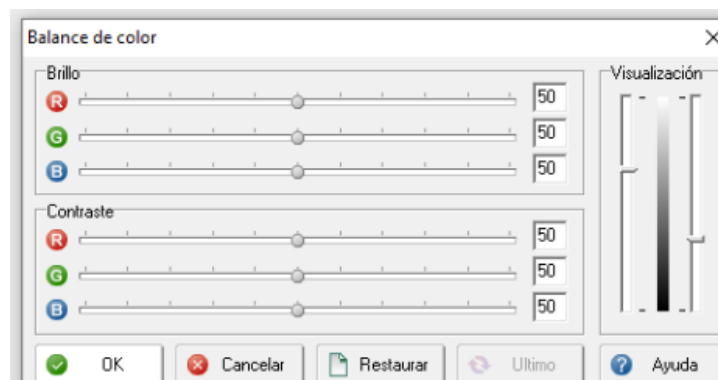 Balance de color
Brillo
R 50
G 50
B 50
Contraste
R 50
G 50
B 50
Visualización
OK Cancelar Restaurar Ultimo Ayuda